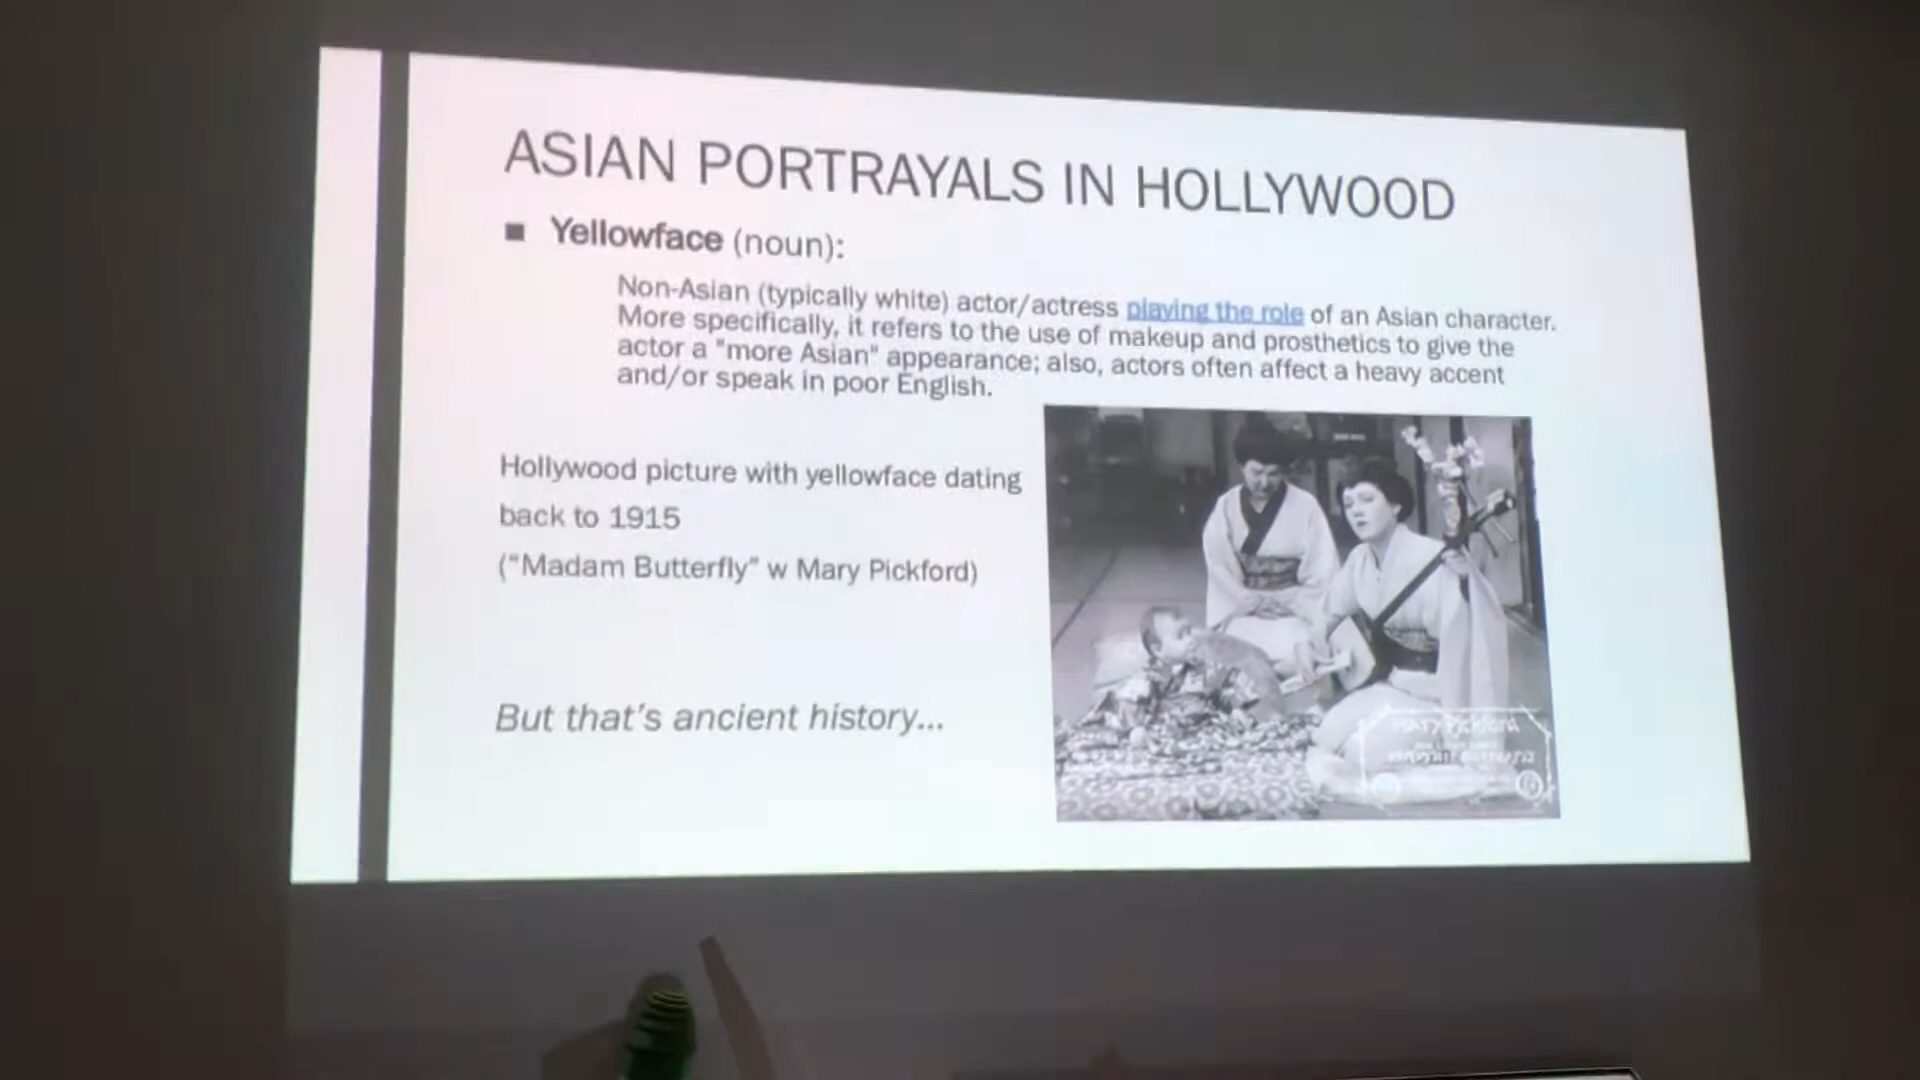 ASIAN PORTRAYALS IN HOLLYWOOD
Yellowface (noun):
Non-Asian (typically white) actor/actress playing the role of an Asian character.
More specifically, it refers to the use of makeup and prosthetics to give the
actor a "more Asian" appearance; also, actors often affect a heavy accent
and/or speak in poor English.
Hollywood picture with yellowface dating
back to 1915
(“Madam Butterfly” w Mary Pickford)
But that’s ancient history...
Mary Pickford